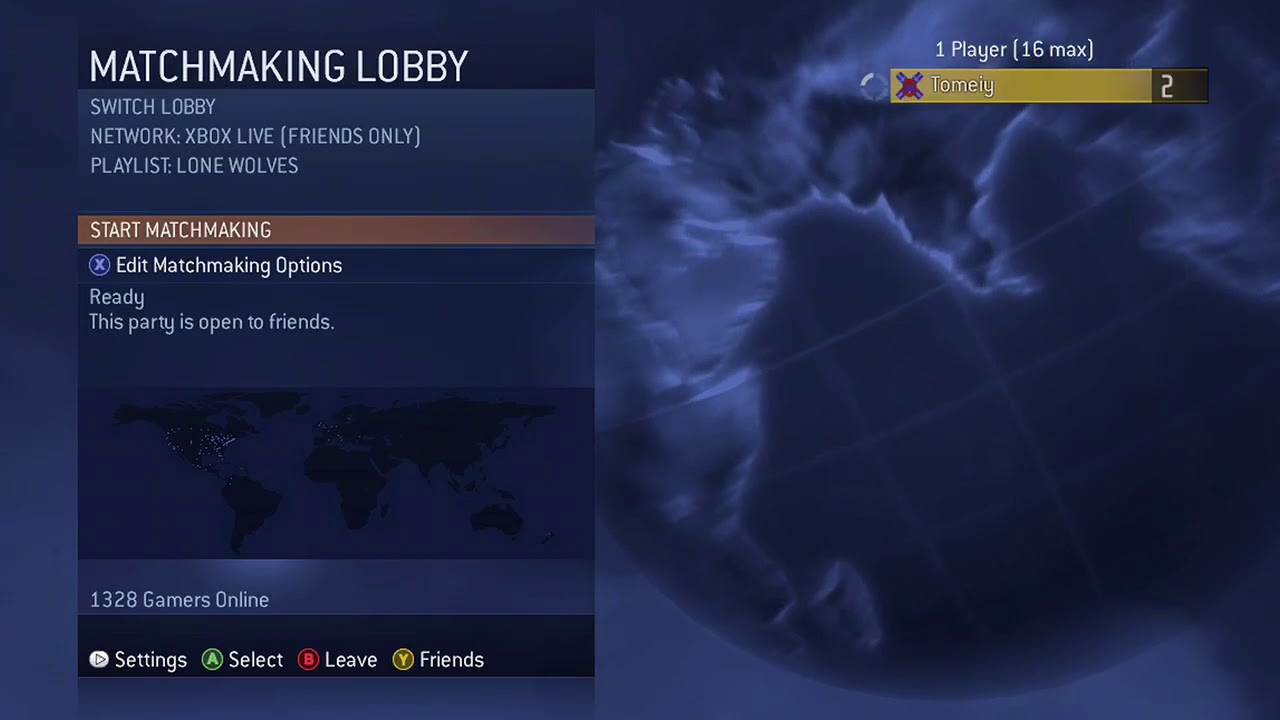 MATCHMAKING LOBBY
SWITCH LOBBY
NETWORK: XBOX LIVE (FRIENDS ONLY)
PLAYLIST: LONE WOLVES
START MATCHMAKING
X Edit Matchmaking Options
Ready
This party is open to friends.
1328 Gamers Online
Settings A Select B Leave Y Friends
1 Player (16 max)
Tomeiy 2